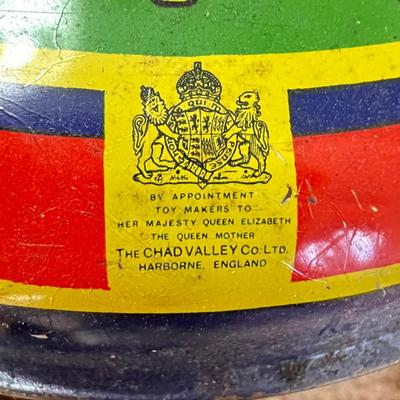 BY APPOINTMENT
TOY MAKERS TO
HER MAJESTY QUEEN ELIZABETH
THE QUEEN MOTHER
THE CHAD VALLEY CO. LTD.
HARBORNE, ENGLAND